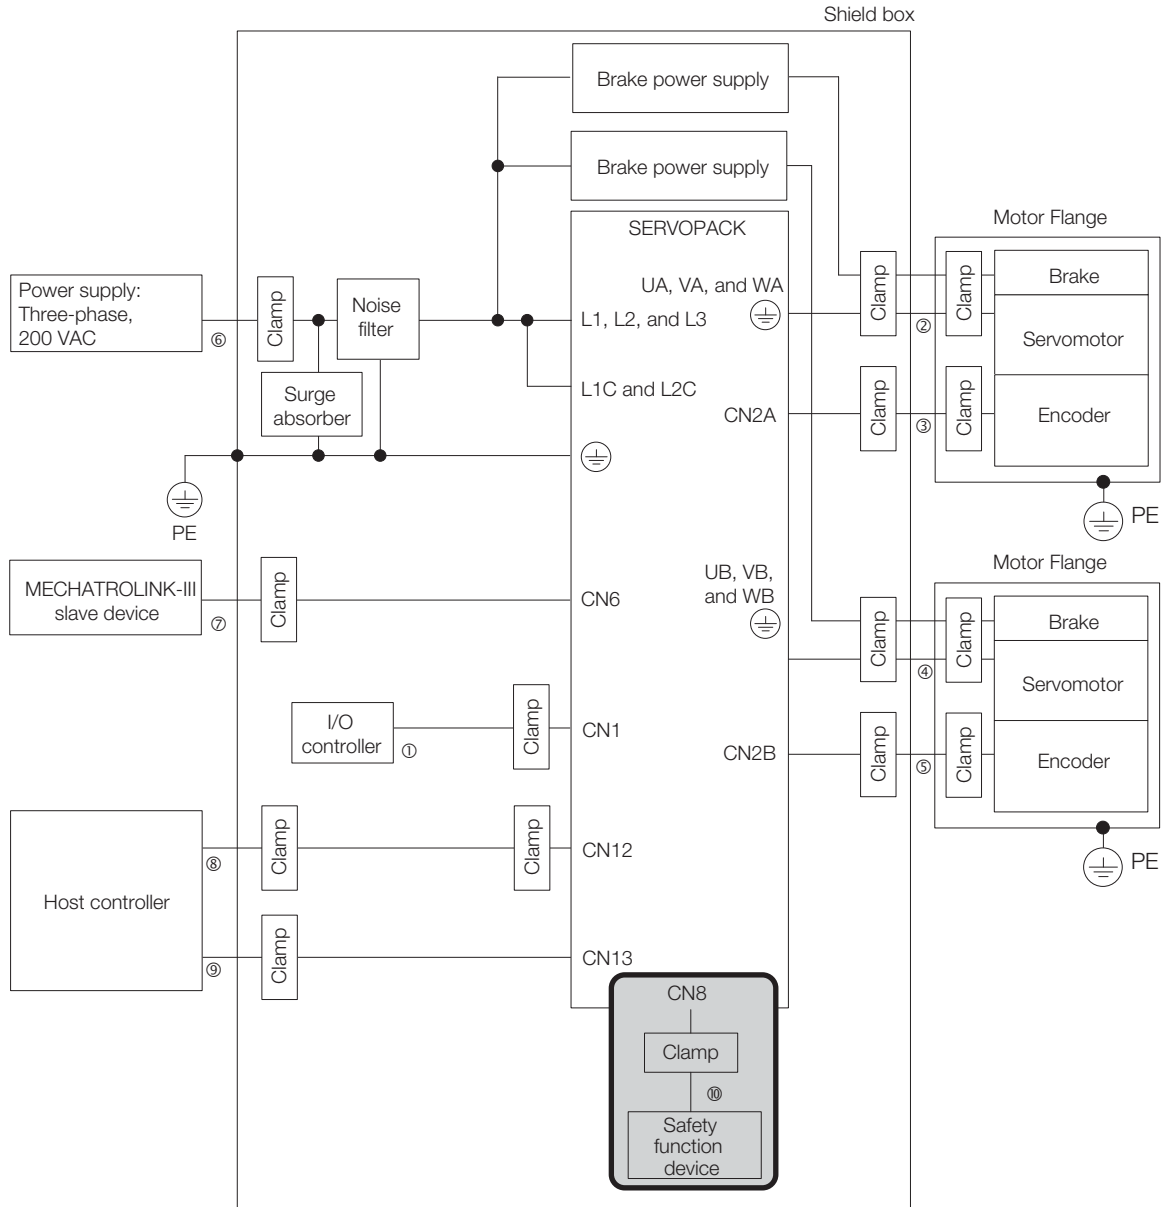 Shield box
Brake power supply
Brake power supply
SERVOPACK
Motor Flange
Power supply:
Three-phase,
200 VAC
⑥
Clamp
Noise
filter
Surge
absorber
UA, VA, and WA
L1, L2, and L3
L1C and L2C
CN2A
Clamp
②
Clamp
Brake
Servomotor
Clamp
③
Clamp
Encoder
PE
PE
Motor Flange
MECHATROLINK-III
slave device
⑦
Clamp
CN6
UB, VB,
and WB
Clamp
④
Clamp
Brake
Servomotor
I/O
controller
①
Clamp
CN1
CN2B
Clamp
⑤
Clamp
Encoder
PE
Host controller
⑧
Clamp
Clamp
CN12
⑨
Clamp
CN13
CN8
Clamp
⑩
Safety
function
device